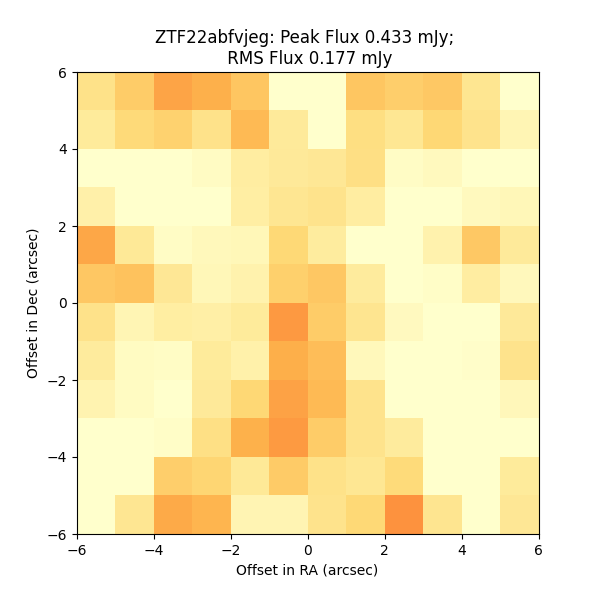 ZTF22abfvjeg: Peak Flux 0.433 mJy;
RMS Flux 0.177 mJy
6
4
2
0
−2
−4
−6
Offset in Dec (arcsec)
−6 −4 −2 0 2 4 6
Offset in RA (arcsec)